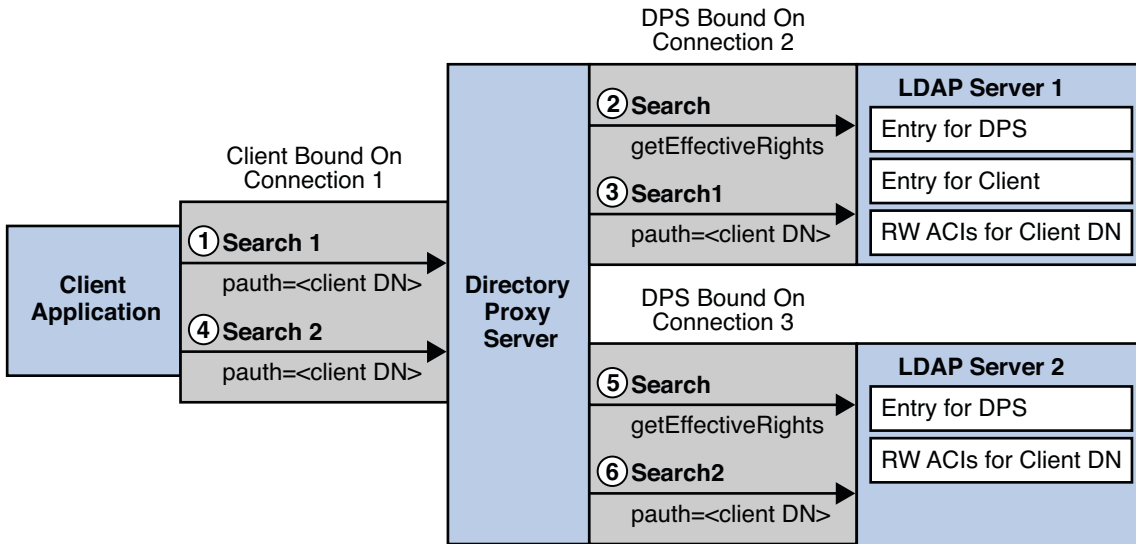 DPS Bound On
Connection 2
Client Bound On
Connection 1
Client
Application
1 Search 1
pauth=<client DN>
4 Search 2
pauth=<client DN>
Directory
Proxy
Server
2 Search
getEffectiveRights
3 Search1
pauth=<client DN>
LDAP Server 1
Entry for DPS
Entry for Client
RW ACIs for Client DN
DPS Bound On
Connection 3
5 Search
getEffectiveRights
6 Search2
pauth=<client DN>
LDAP Server 2
Entry for DPS
RW ACIs for Client DN